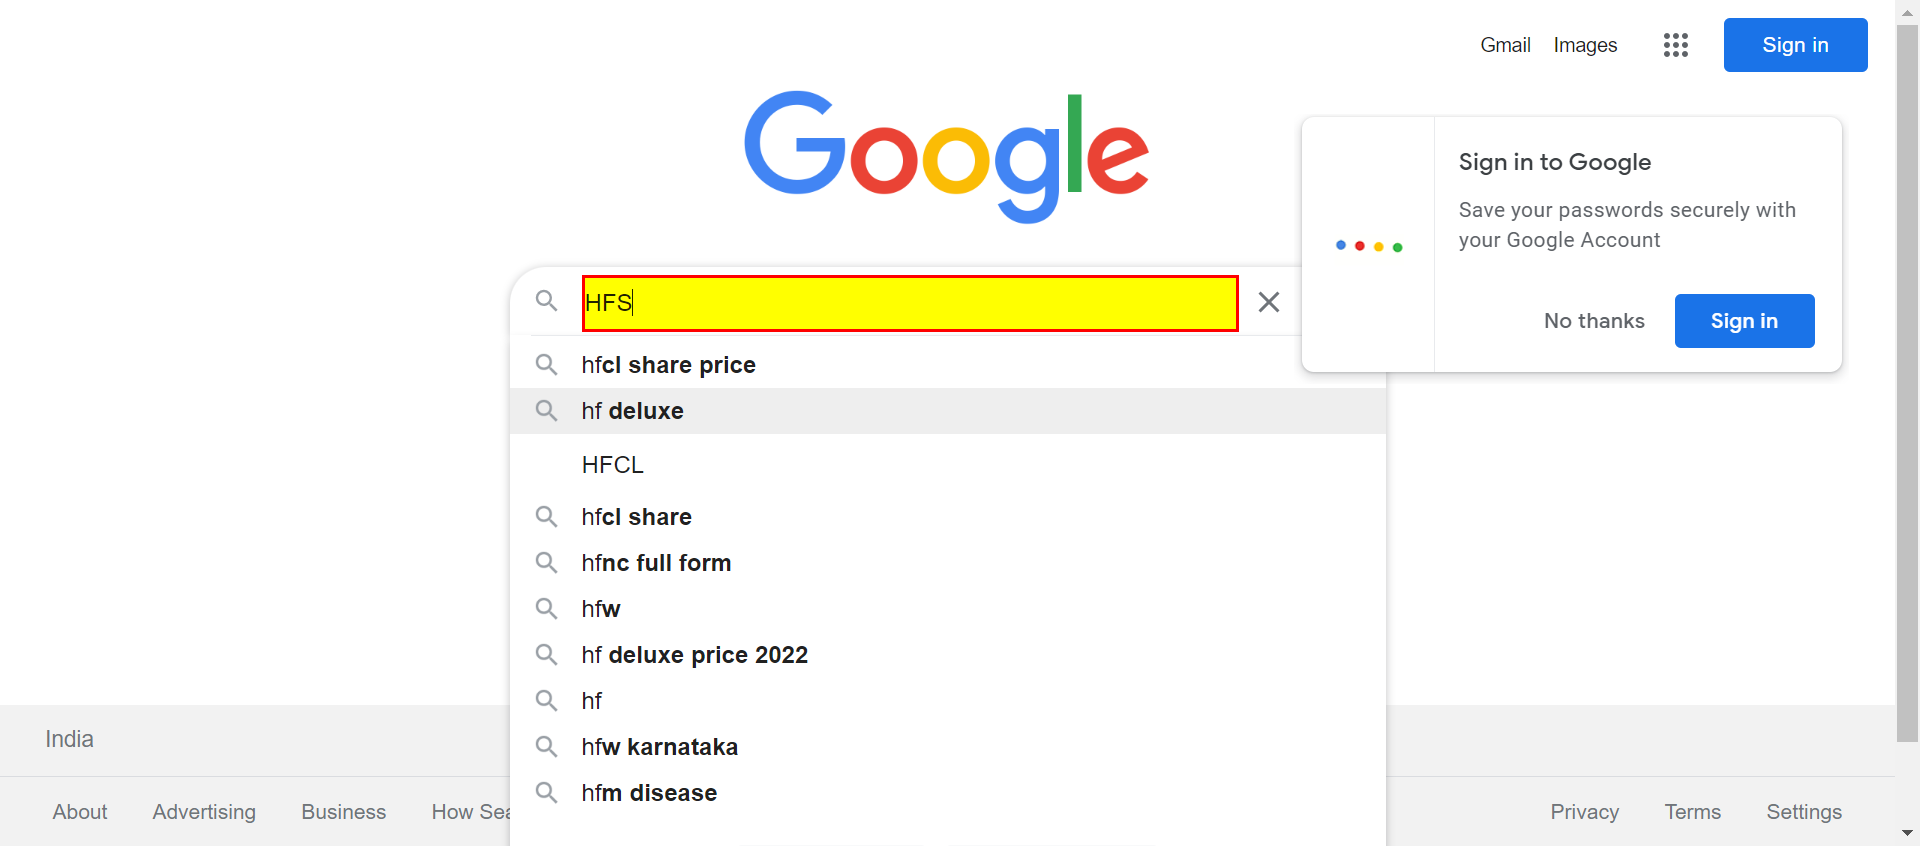 Gmail Images Sign in
Google
Sign in to Google
Save your passwords securely with
your Google Account
No thanks Sign in
HFS
hfcl share price
hf deluxe
HFCL
hfcl share
hfnc full form
hfw
hf deluxe price 2022
hf
hfw karnataka
hfm disease
India
About Advertising Business How Sea
Privacy Terms Settings